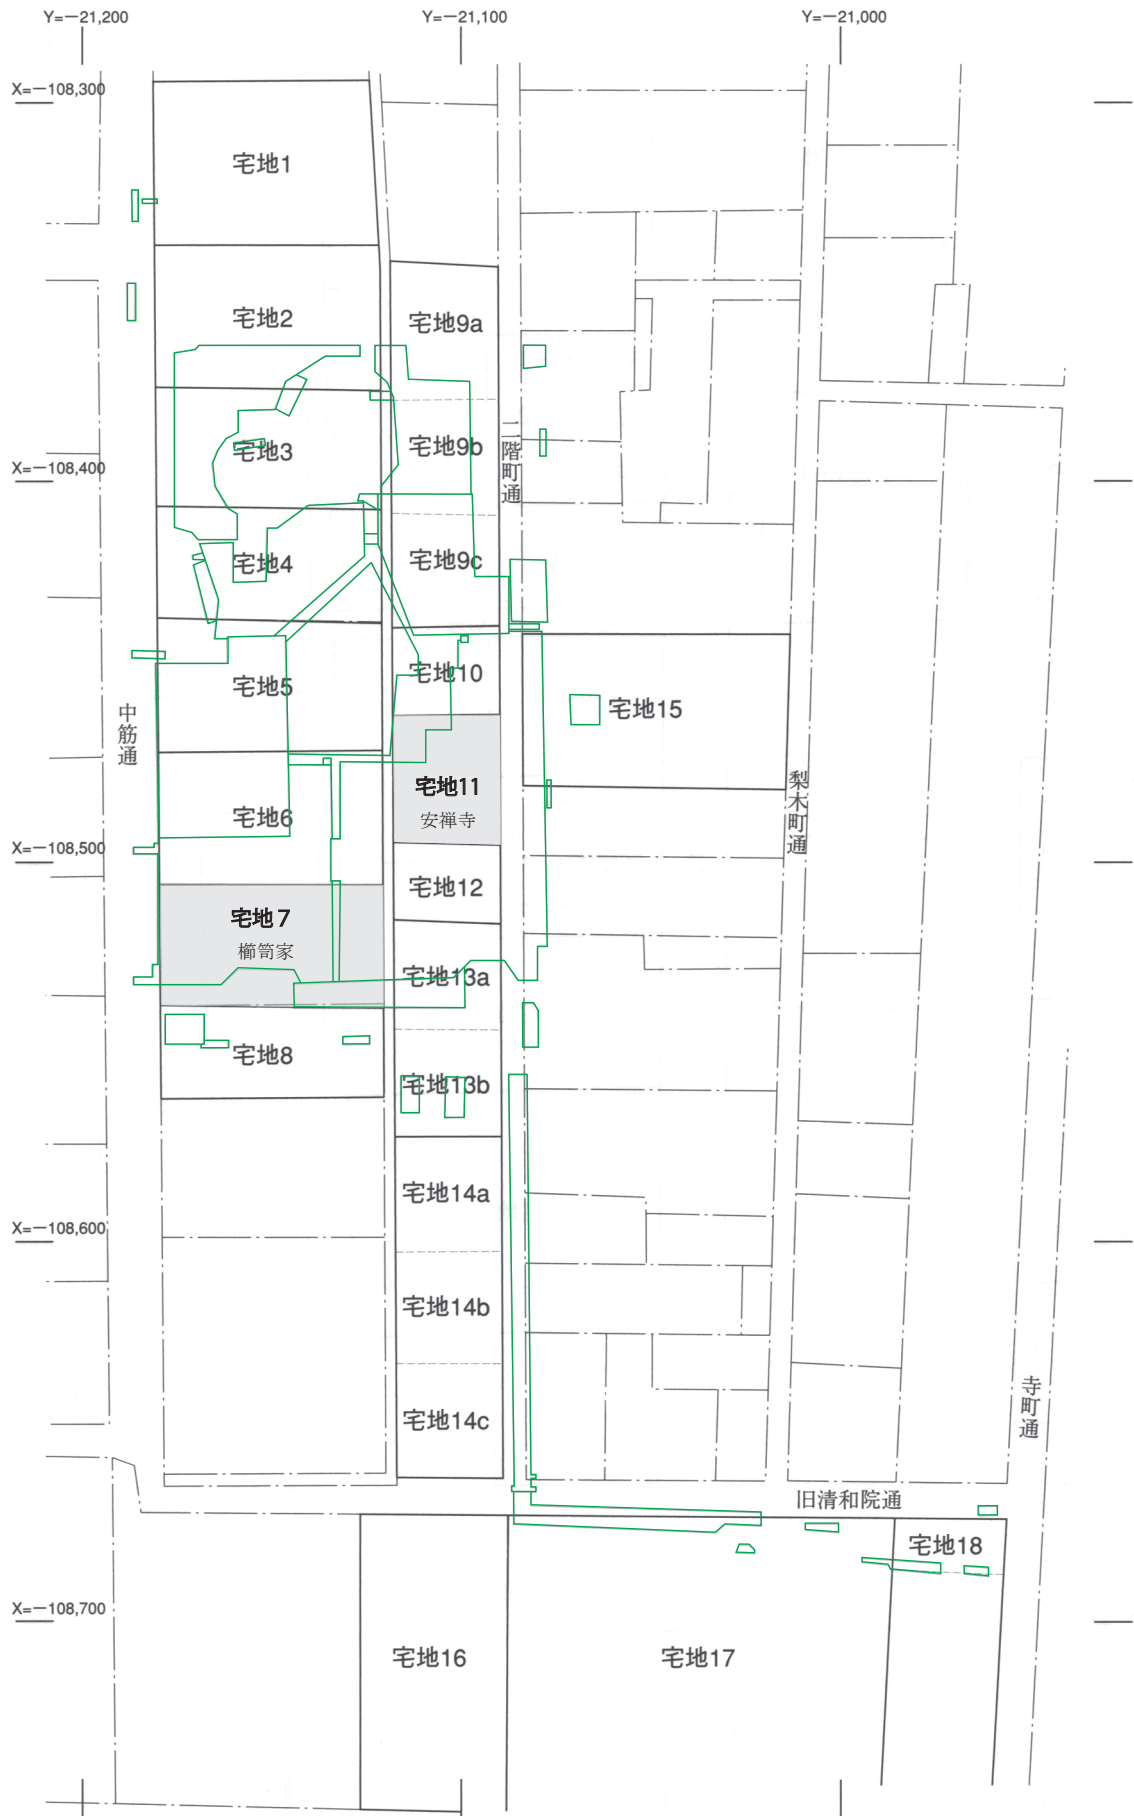 Y=−21,200
Y=−21,100
Y=−21,000
X=−108,300
宅地1
宅地2
宅地9a
宅地3
宅地9b
二階町通
X=−108,400
宅地4
宅地9c
宅地5
宅地10
宅地15
中筋通
宅地11
安禅寺
梨木町通
宅地6
X=−108,500
宅地12
宅地7
櫛笥家
宅地13a
宅地8
宅地13b
宅地14a
X=−108,600
宅地14b
宅地14c
寺町通
旧清和院通
宅地18
X=−108,700
宅地16
宅地17